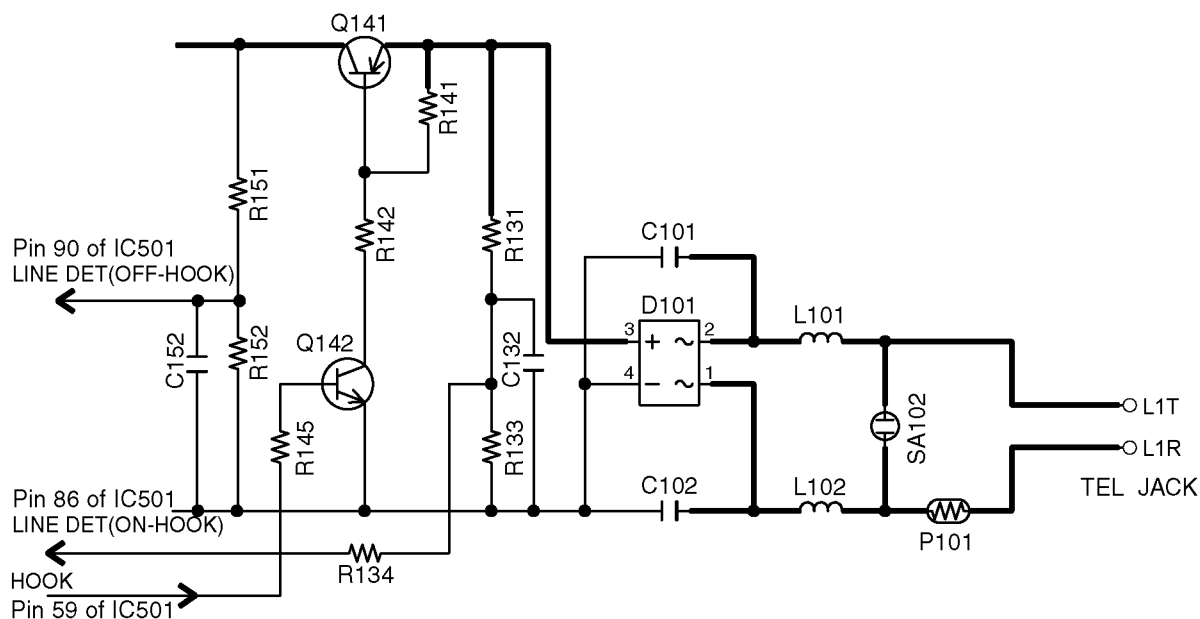 Q141
R141
R151
R142
R131
Pin 90 of IC501
LINE DET(OFF-HOOK)
C101
D101
3
+
~
2
4
−
~
1
L101
C152
R152
Q142
C132
SA102
L1T
L1R
TEL JACK
R145
R133
Pin 86 of IC501
LINE DET(ON-HOOK)
C102
L102
P101
R134
HOOK
Pin 59 of IC501